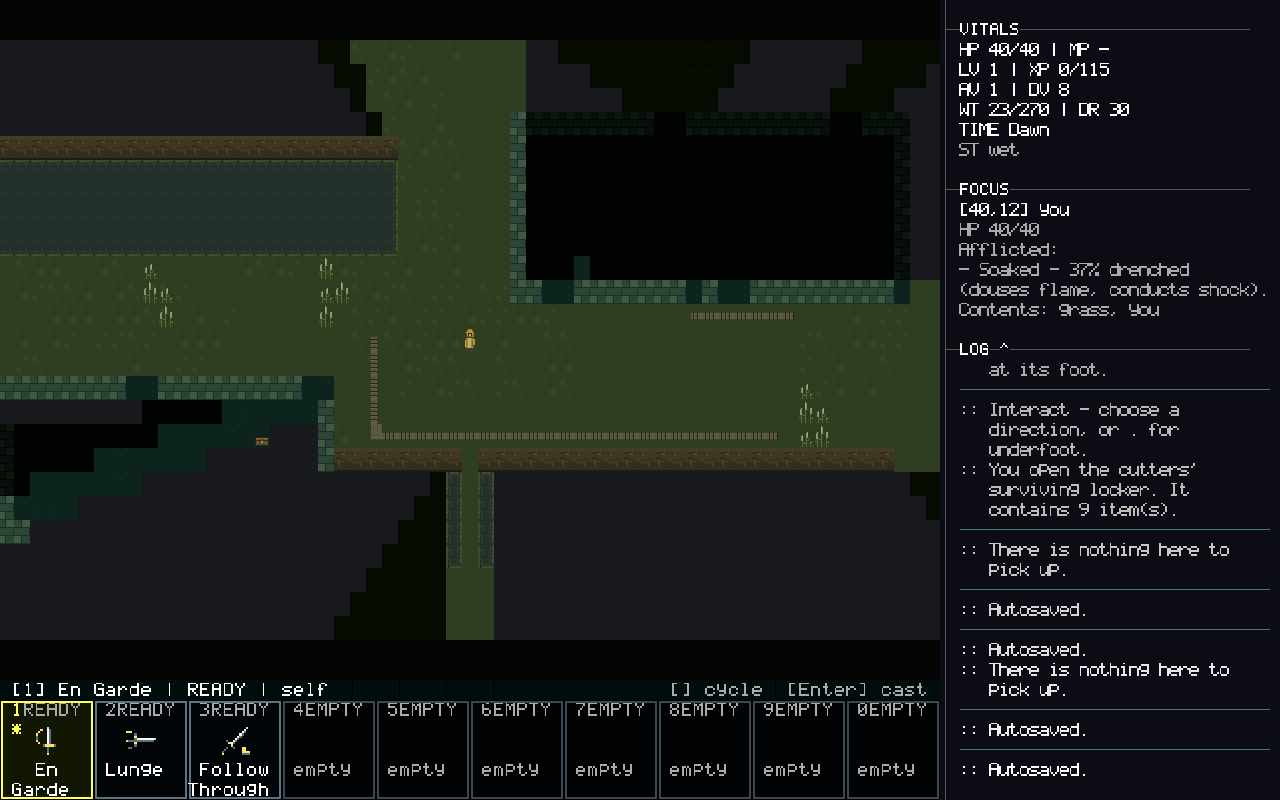 VITALS
HP 40/40 | MP -
LV 1 | XP 0/115
AV 1 | DV 8
WT 23/270 | DR 30
TIME Dawn
ST wet
FOCUS
[40,12] You
HP 40/40
Afflicted:
- Soaked - 37% drenched
(douses flame, conducts shock).
Contents: grass, You
LOG ^
at its foot.
:: Interact - choose a
direction, or . for
underfoot.
:: You open the cutters'
surviving locker. It
contains 9 item(s).
:: There is nothing here to
Pick up.
:: Autosaved.
:: Autosaved.
:: There is nothing here to
Pick up.
:: Autosaved.
:: Autosaved.
[1] En Garde | READY | self
[] cycle [Enter] cast
1READY 2READY 3READY 4EMPTY 5EMPTY 6EMPTY 7EMPTY 8EMPTY 9EMPTY 0EMPTY
*
En Lunge Follow empty empty empty empty empty empty empty
Garde Through